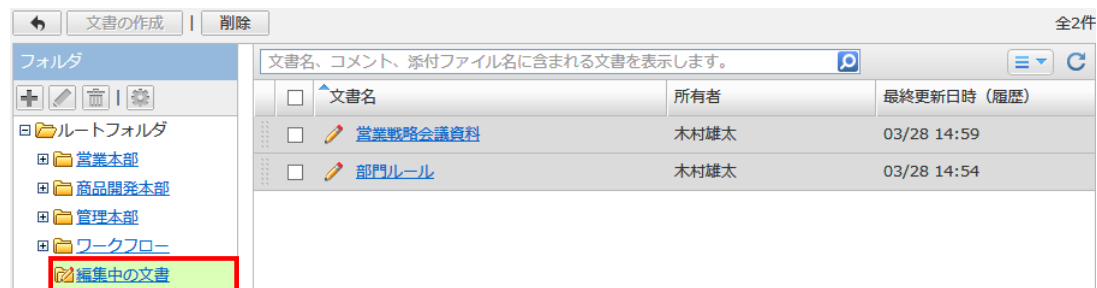 文書の作成 | 削除 全2件
フォルダ
文書名、コメント、添付ファイル名に含まれる文書を表示します。
文書名 所有者 最終更新日時（履歴）
ルートフォルダ
営業本部
商品開発本部
管理本部
ワークフロー
編集中の文書
営業戦略会議資料 木村雄太 03/28 14:59
部門ルール 木村雄太 03/28 14:54